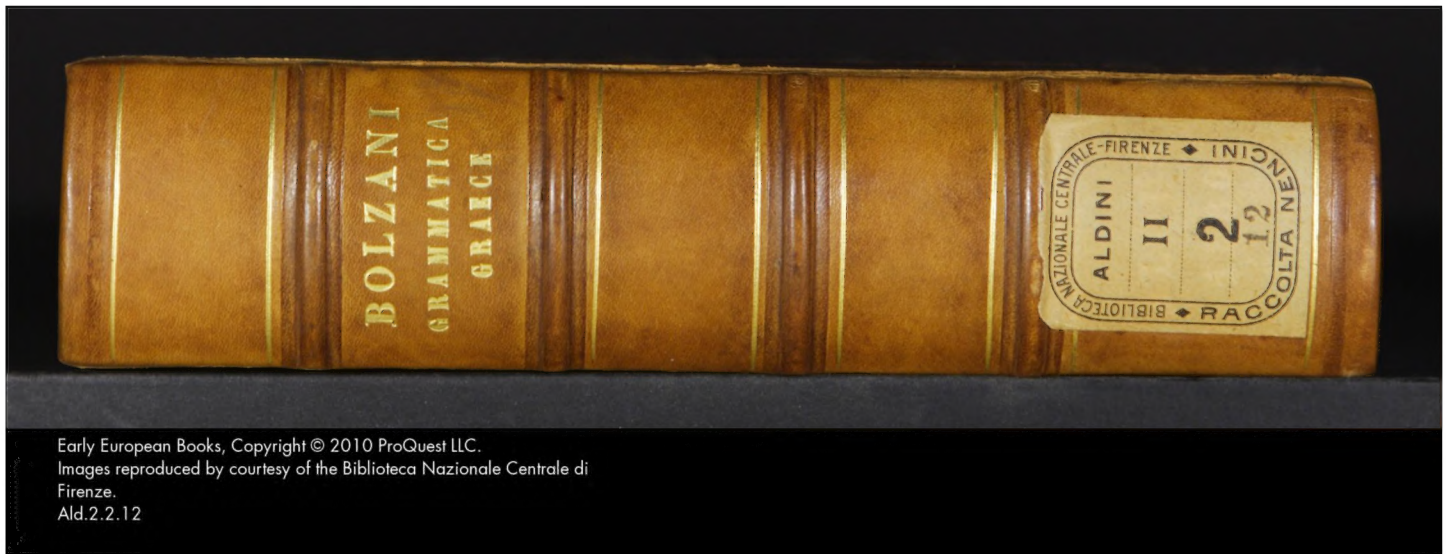 BOLZANI
GRAMMATICA
GRAECE
BIBLIOTECA NAZIONALE CENTRALE-FIRENZE ◆ RACCOLTA NENCINI ◆
ALDINI
II
2
12
Early European Books, Copyright © 2010 ProQuest LLC.
Images reproduced by courtesy of the Biblioteca Nazionale Centrale di
Firenze.
Ald.2.2.12